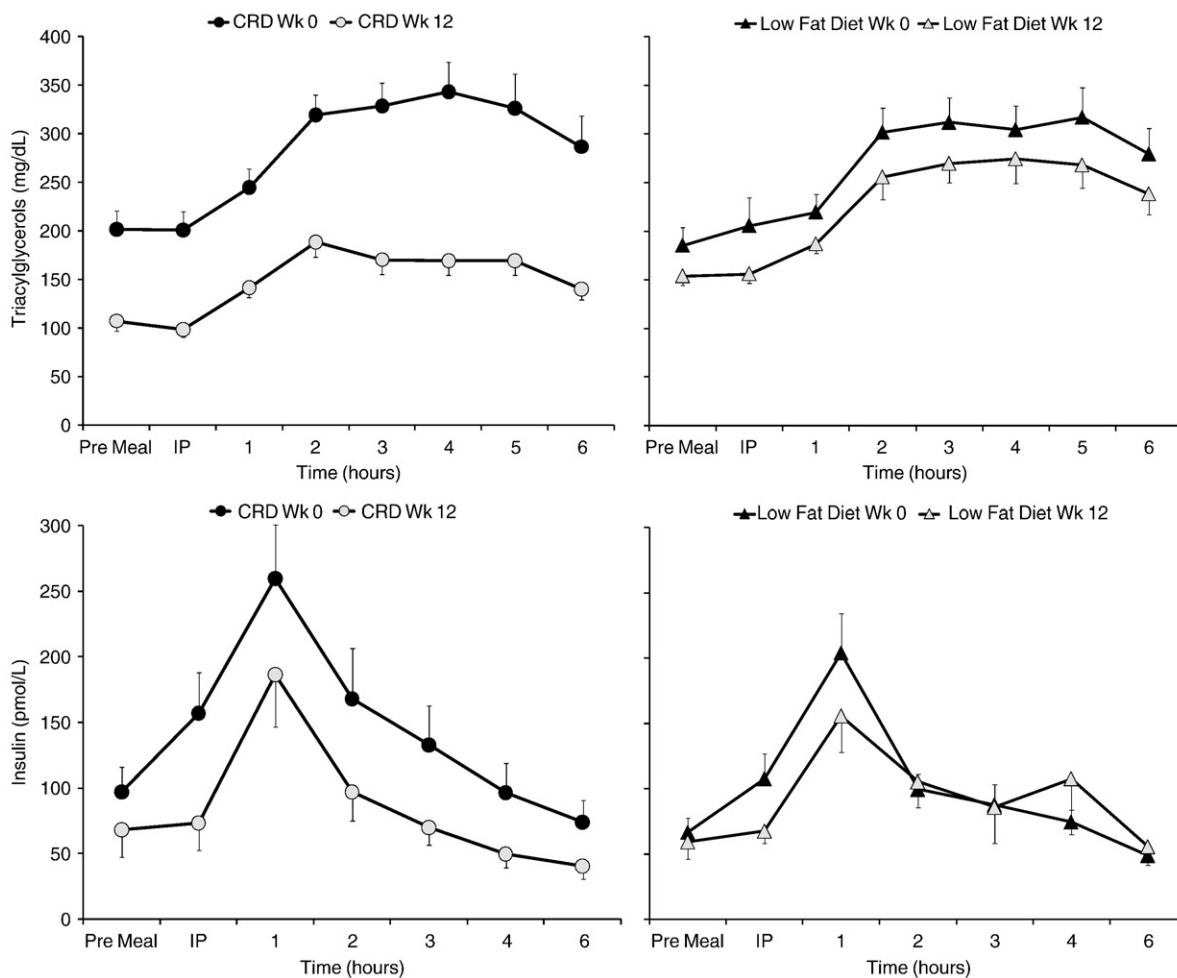 CRD Wk 0 CRD Wk 12
Triacylglycerols (mg/dL)
400
350
300
250
200
150
100
50
0
Pre Meal IP 1 2 3 4 5 6
Time (hours)
Low Fat Diet Wk 0 Low Fat Diet Wk 12
Pre Meal IP 1 2 3 4 5 6
Time (hours)
CRD Wk 0 CRD Wk 12
Insulin (pmol/L)
300
250
200
150
100
50
0
Pre Meal IP 1 2 3 4 6
Time (hours)
Low Fat Diet Wk 0 Low Fat Diet Wk 12
Pre Meal IP 1 2 3 4 6
Time (hours)